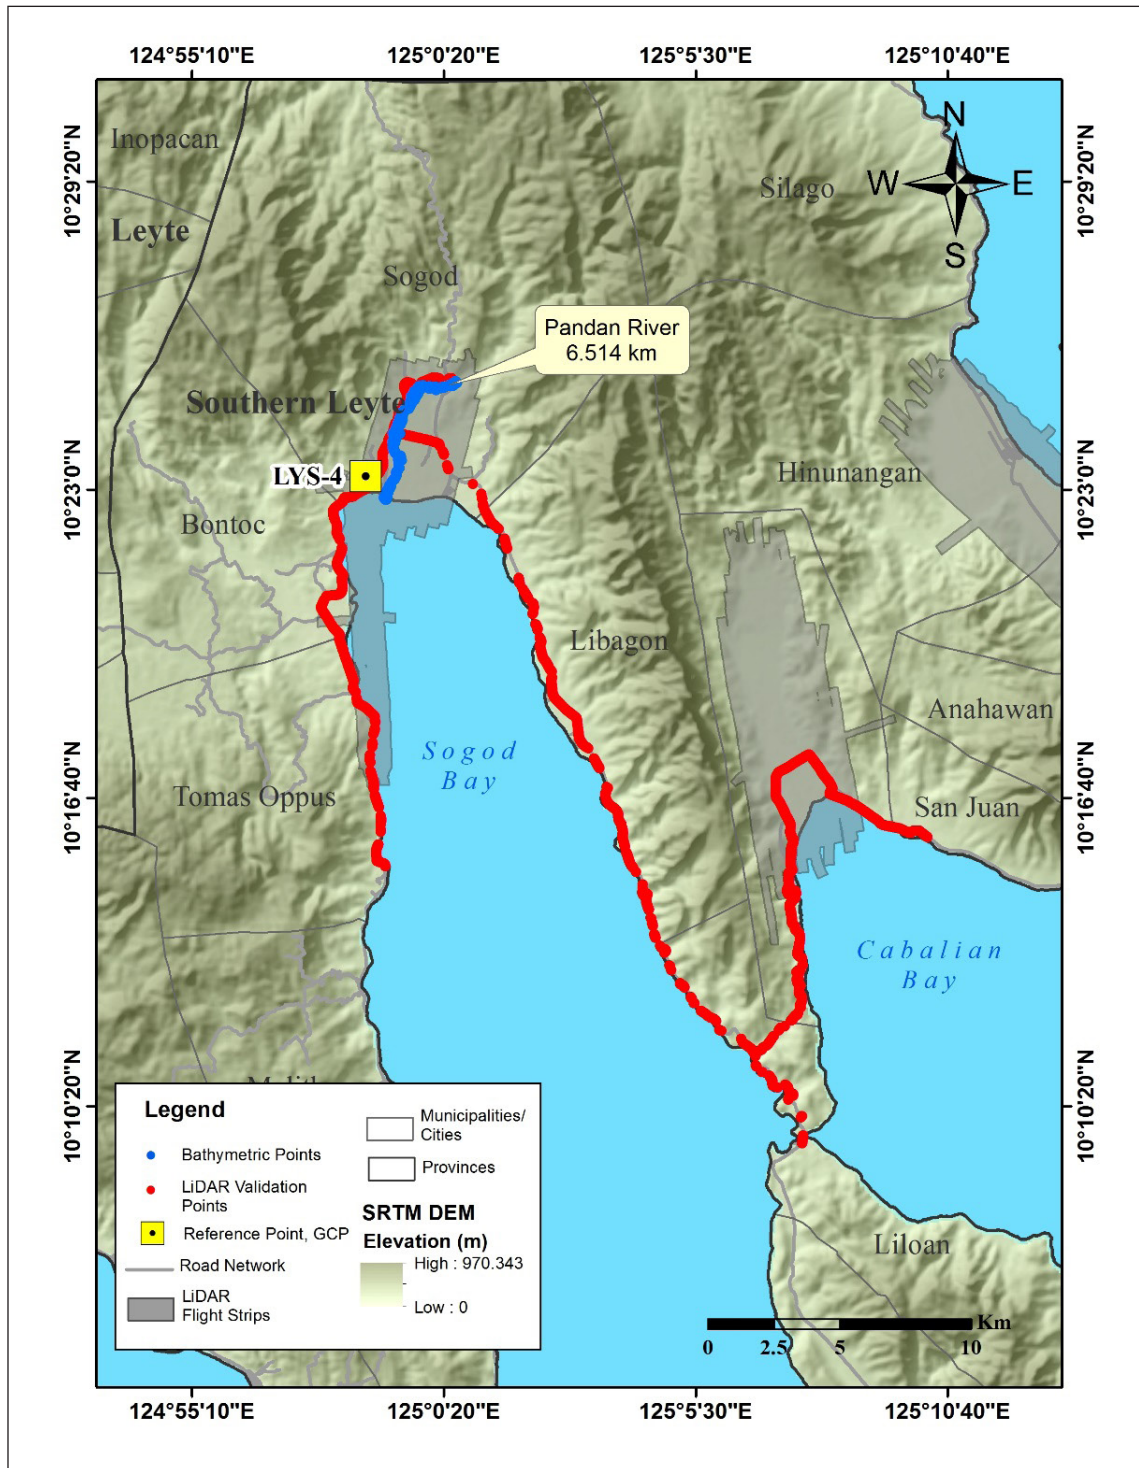 124°55'10"E
125°0'20"E
125°5'30"E
125°10'40"E
10°29'20"N
10°29'20"N
N
W
E
S
Inopacan
Silago
Leyte
Sogod
Pandan River
6.514 km
Southern Leyte
LYS-4
Hinunangan
10°23'0"N
10°23'0"N
Bontoc
Libagon
Anahawan
Sogod
Bay
Tomas Oppus
San Juan
10°16'40"N
10°16'40"N
Cabalian
Bay
10°10'20"N
10°10'20"N
Legend
Bathymetric Points
LiDAR Validation
Points
Reference Point, GCP
Road Network
LiDAR
Flight Strips
Municipalities/
Cities
Provinces
SRTM DEM
Elevation (m)
High : 970.343
Low : 0
Liloan
Km
0
2.5
5
10
124°55'10"E
125°0'20"E
125°5'30"E
125°10'40"E